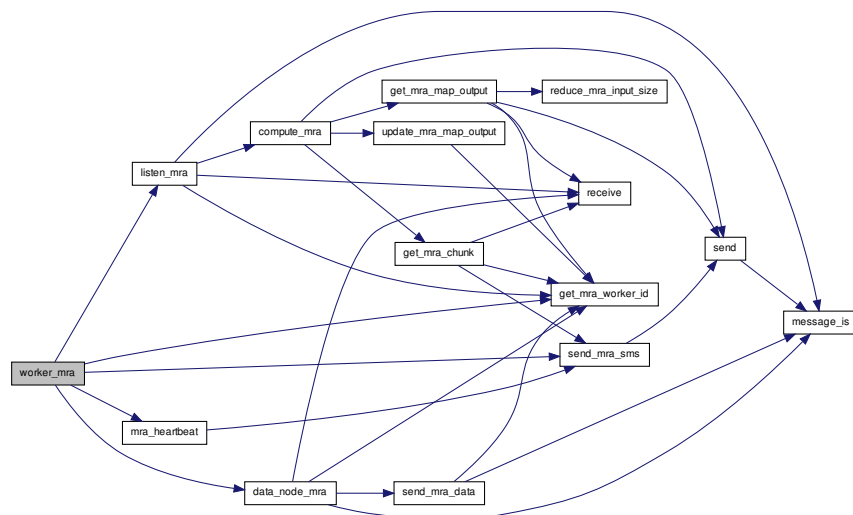 get_mra_map_output
reduce_mra_input_size
compute_mra
update_mra_map_output
listen_mra
receive
get_mra_chunk
send
get_mra_worker_id
message_is
send_mra_sms
worker_mra
mra_heartbeat
data_node_mra
send_mra_data